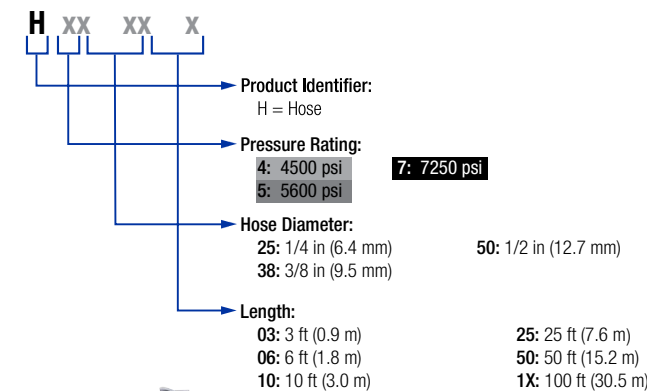 H xx xx x
Product Identifier:
H = Hose
Pressure Rating:
4: 4500 psi 7: 7250 psi
5: 5600 psi
Hose Diameter:
25: 1/4 in (6.4 mm) 50: 1/2 in (12.7 mm)
38: 3/8 in (9.5 mm)
Length:
03: 3 ft (0.9 m) 25: 25 ft (7.6 m)
06: 6 ft (1.8 m) 50: 50 ft (15.2 m)
10: 10 ft (3.0 m) 1X: 100 ft (30.5 m)